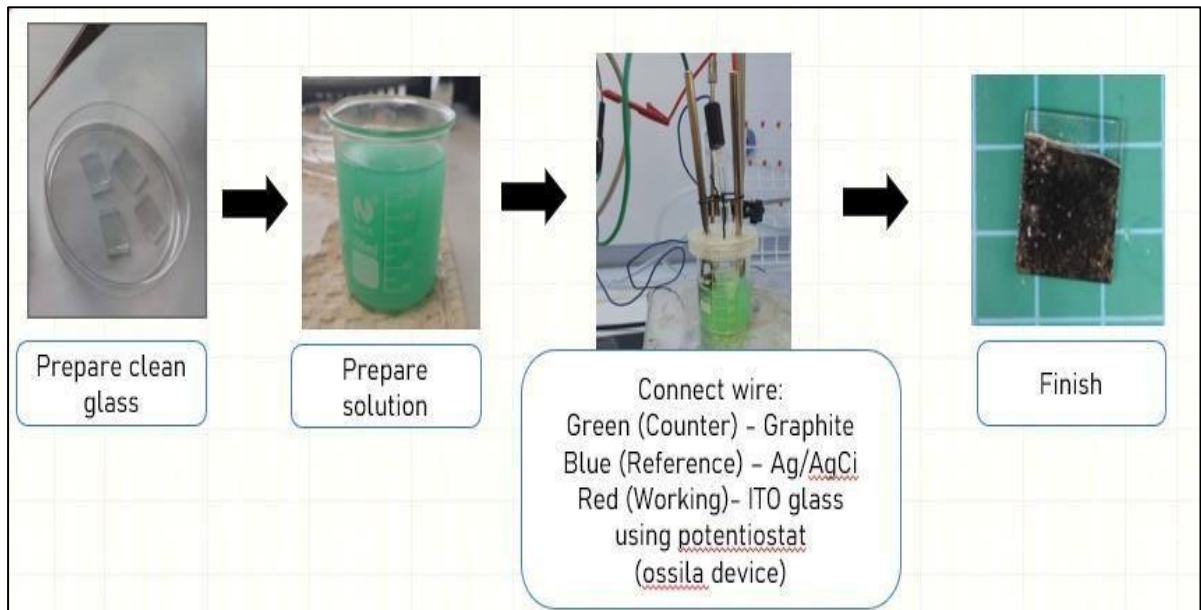 Prepare clean
glass
Prepare
solution
Connect wire:
Green (Counter) – Graphite
Blue (Reference) – Ag/AgCi
Red (Working)– ITO glass
using potentiostat
(ossila device)
Finish